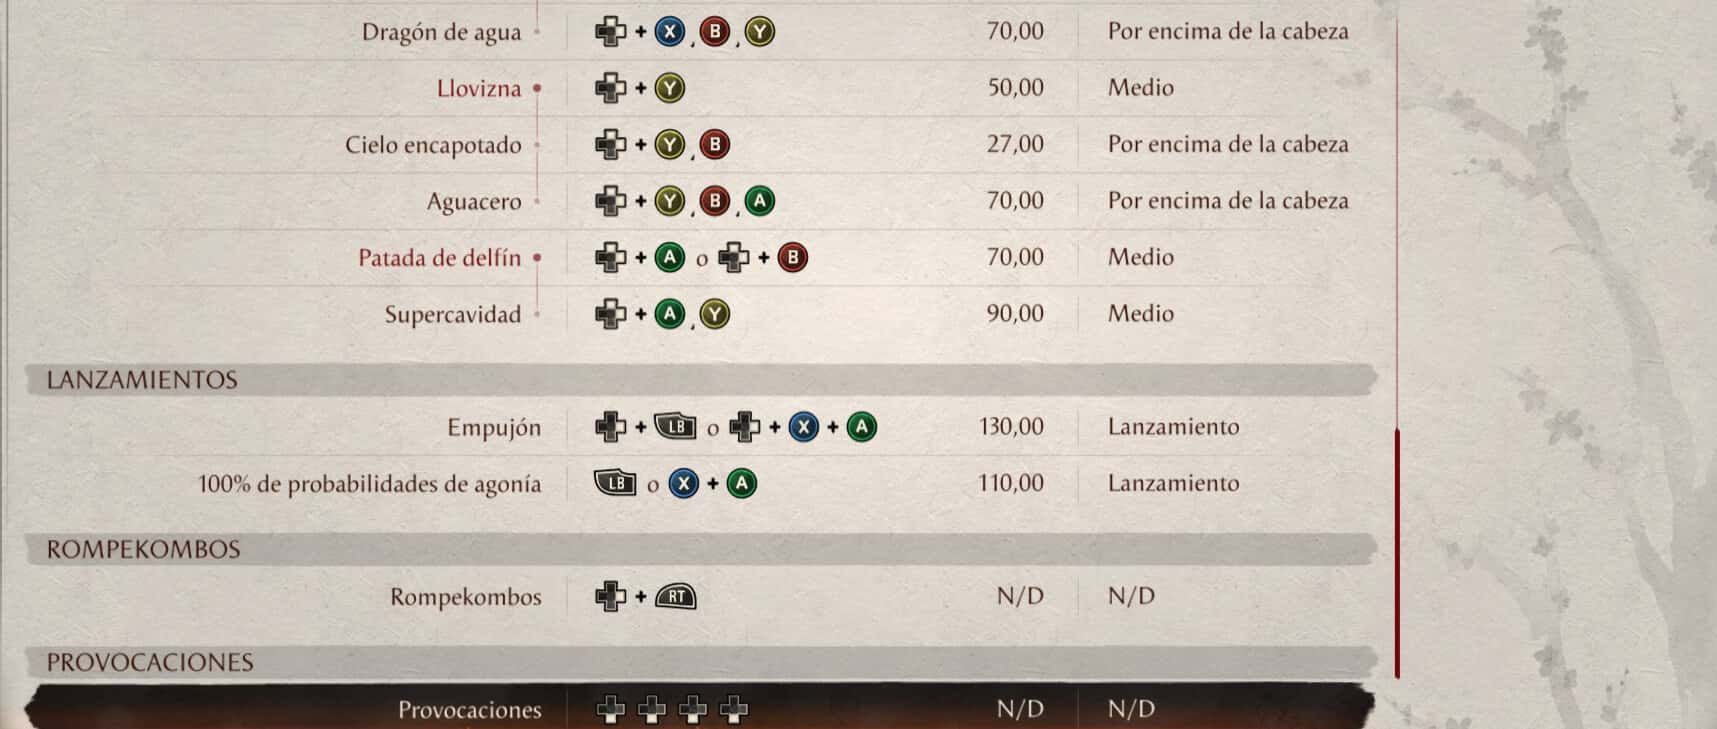 Dragón de agua + X, B, Y 70,00 Por encima de la cabeza
Llovizna + Y 50,00 Medio
Cielo encapotado + Y, B 27,00 Por encima de la cabeza
Aguacero + Y, B, A 70,00 Por encima de la cabeza
Patada de delfín + A o + B 70,00 Medio
Supercavidad + A, Y 90,00 Medio
LANZAMIENTOS
Empujón + LB o + X + A 130,00 Lanzamiento
100% de probabilidades de agonía LB o X + A 110,00 Lanzamiento
ROMPEKOMBOS
Rompekombos + RT N/D N/D
PROVOCACIONES
Provocaciones N/D N/D